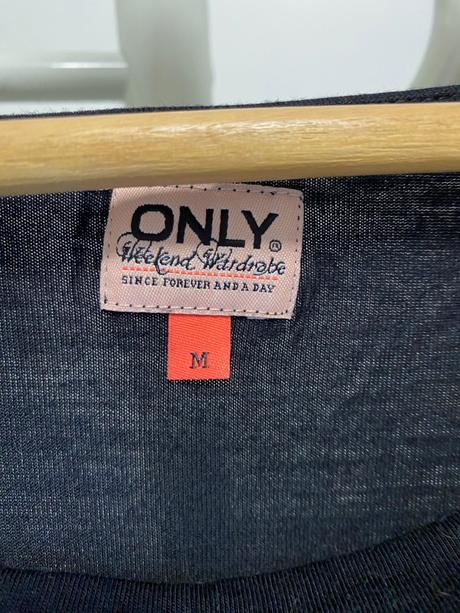 ONLY®
Weekend Wardrobe
SINCE FOREVER AND A DAY
M